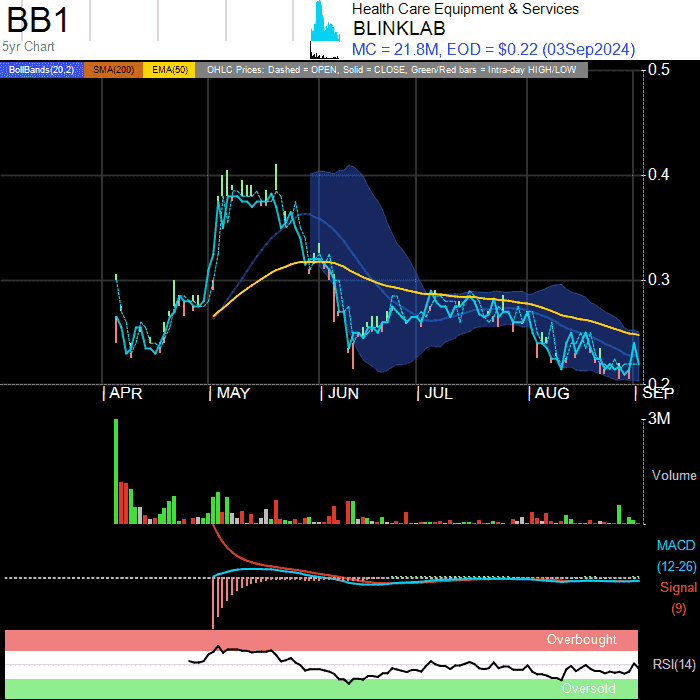 BB1
5yr Chart
Health Care Equipment & Services
BLINKLAB
MC = 21.8M, EOD = $0.22 (03Sep2024)
BollBands(20,2) SMA(200) EMA(50) OHLC Prices: Dashed = OPEN, Solid = CLOSE, Green/Red bars = Intra-day HIGH/LOW
0.5
0.4
0.3
0.2
APR MAY JUN JUL AUG SEP
3M
Volume
MACD
(12-26)
Signal
(9)
Overbought
RSI(14)
Oversold